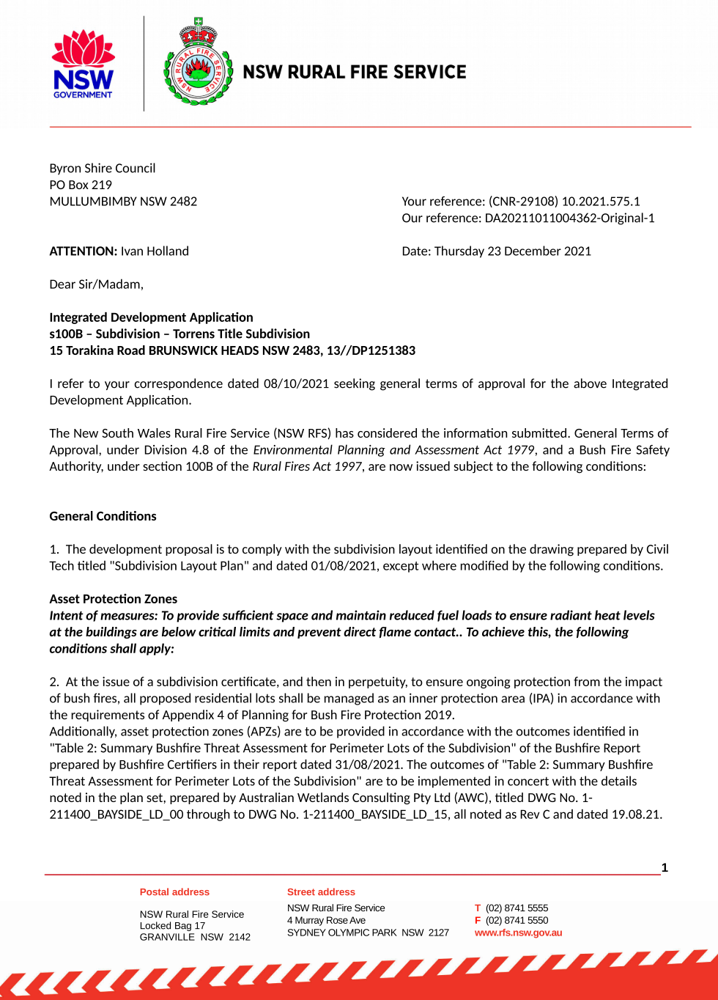 NSW
GOVERNMENT
NSW RURAL FIRE SERVICE
NSW RURAL FIRE SERVICE
Byron Shire Council
PO Box 219
MULLUMBIMBY NSW 2482
Your reference: (CNR-29108) 10.2021.575.1
Our reference: DA20211011004362-Original-1
ATTENTION: Ivan Holland
Date: Thursday 23 December 2021
Dear Sir/Madam,
Integrated Development Application
s100B – Subdivision – Torrens Title Subdivision
15 Torakina Road BRUNSWICK HEADS NSW 2483, 13//DP1251383
I refer to your correspondence dated 08/10/2021 seeking general terms of approval for the above Integrated
Development Application.
The New South Wales Rural Fire Service (NSW RFS) has considered the information submitted. General Terms of
Approval, under Division 4.8 of the Environmental Planning and Assessment Act 1979, and a Bush Fire Safety
Authority, under section 100B of the Rural Fires Act 1997, are now issued subject to the following conditions:
General Conditions
1. The development proposal is to comply with the subdivision layout identified on the drawing prepared by Civil
Tech titled "Subdivision Layout Plan" and dated 01/08/2021, except where modified by the following conditions.
Asset Protection Zones
Intent of measures: To provide sufficient space and maintain reduced fuel loads to ensure radiant heat levels
at the buildings are below critical limits and prevent direct flame contact.. To achieve this, the following
conditions shall apply:
2. At the issue of a subdivision certificate, and then in perpetuity, to ensure ongoing protection from the impact
of bush fires, all proposed residential lots shall be managed as an inner protection area (IPA) in accordance with
the requirements of Appendix 4 of Planning for Bush Fire Protection 2019.
Additionally, asset protection zones (APZs) are to be provided in accordance with the outcomes identified in
"Table 2: Summary Bushfire Threat Assessment for Perimeter Lots of the Subdivision" of the Bushfire Report
prepared by Bushfire Certifiers in their report dated 31/08/2021. The outcomes of "Table 2: Summary Bushfire
Threat Assessment for Perimeter Lots of the Subdivision" are to be implemented in concert with the details
noted in the plan set, prepared by Australian Wetlands Consulting Pty Ltd (AWC), titled DWG No. 1-
211400_BAYSIDE_LD_00 through to DWG No. 1-211400_BAYSIDE_LD_15, all noted as Rev C and dated 19.08.21.
1
Postal address
NSW Rural Fire Service
Locked Bag 17
GRANVILLE NSW 2142
Street address
NSW Rural Fire Service
4 Murray Rose Ave
SYDNEY OLYMPIC PARK NSW 2127
T (02) 8741 5555
F (02) 8741 5550
www.rfs.nsw.gov.au